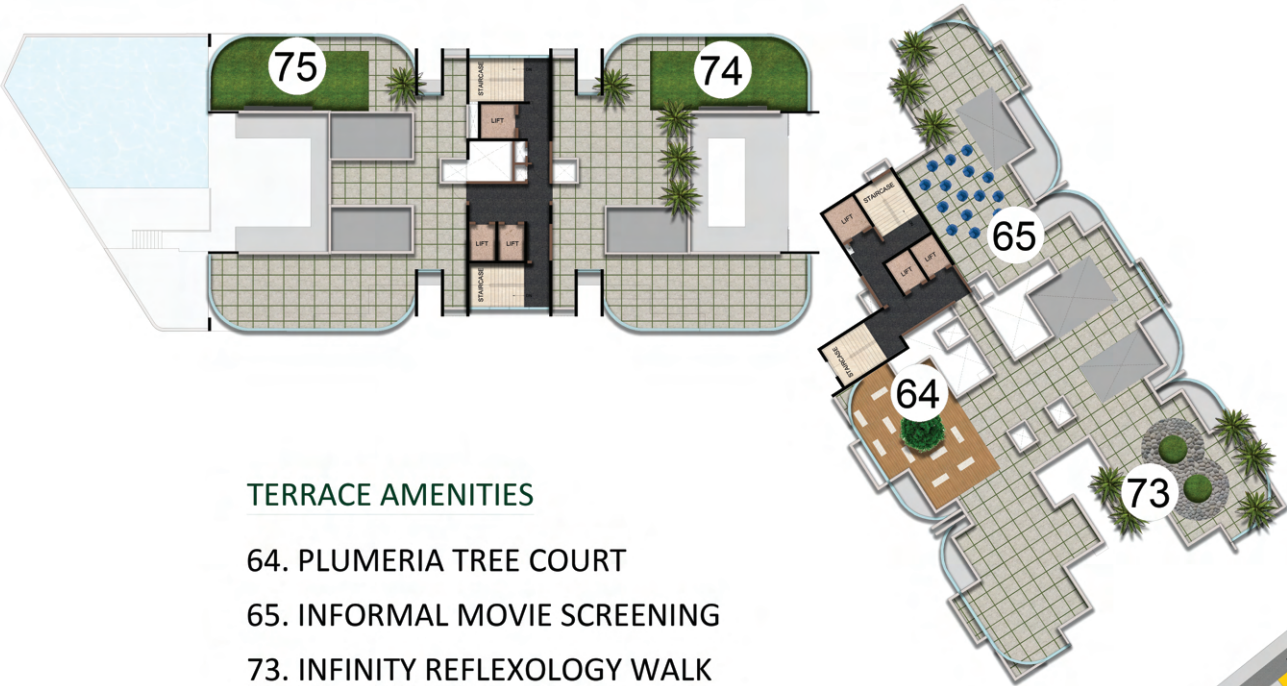 75
74
STAIRCASE
LIFT
LIFT
LIFT
STAIRCASE
STAIRCASE
LIFT
65
LIFT
LIFT
STAIRCASE
64
73
TERRACE AMENITIES
64. PLUMERIA TREE COURT
65. INFORMAL MOVIE SCREENING
73. INFINITY REFLEXOLOGY WALK